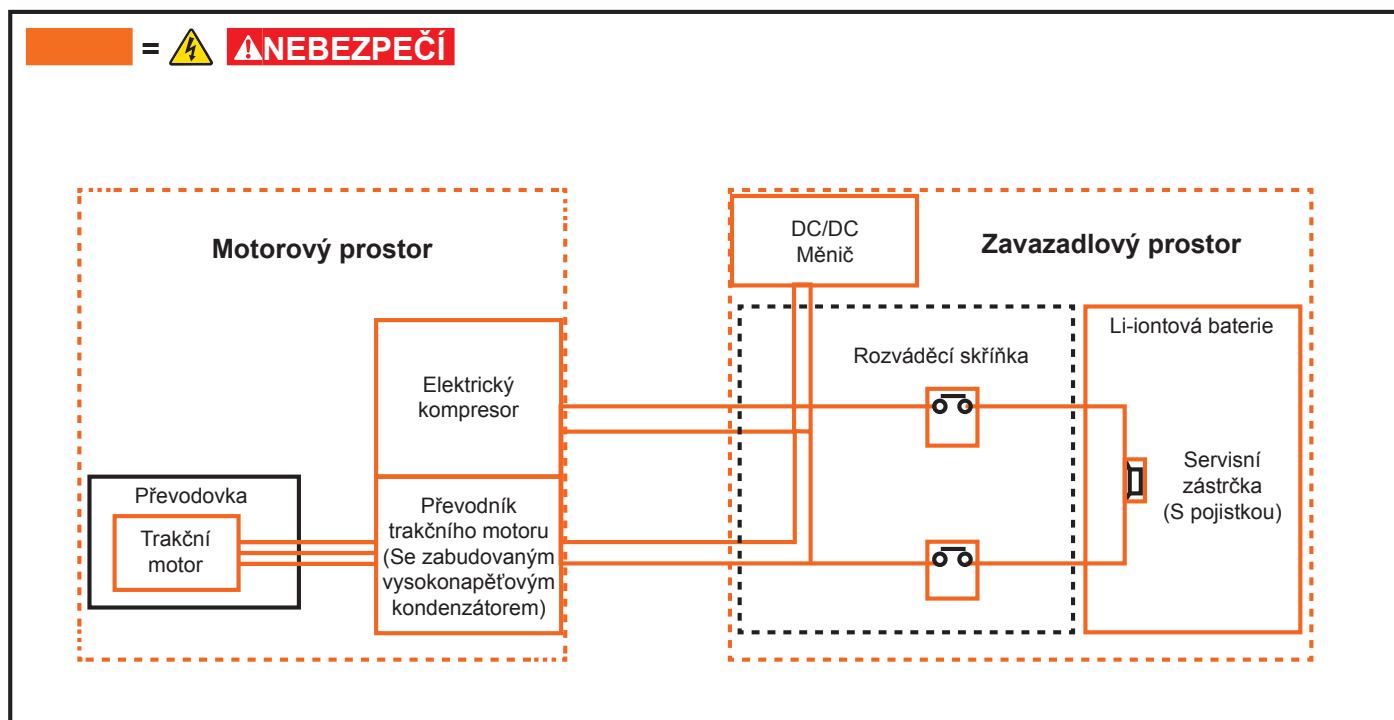 = NEBEZPEČÍ
Motorový prostor
Zavazadlový prostor
DC/DC
Měnič
Elektrický
kompresor
Rozváděcí skříňka
Li-iontová baterie
Převodovka
Trakční
motor
Převodník
trakčního motoru
(Se zabudovaným
vysokonapěťovým
kondenzátorem)
Servisní
zástrčka
(S pojistkou)